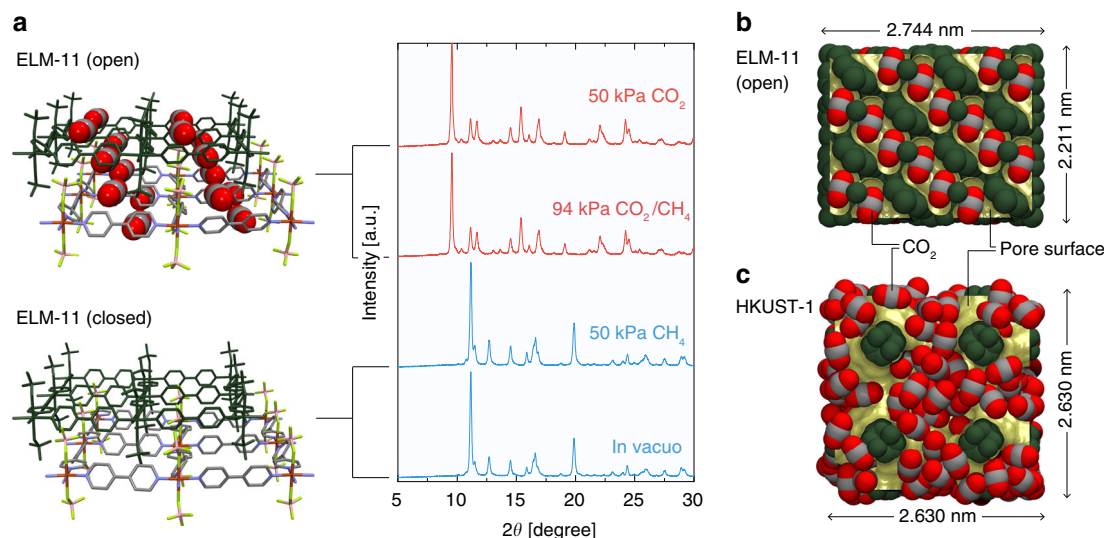 a
ELM-11 (open)
ELM-11 (closed)
Intensity [a.u.]
50 kPa CO₂
94 kPa CO₂/CH₄
50 kPa CH₄
In vacuo
5 10 15 20 25 30
2θ [degree]
b
ELM-11
(open)
2.744 nm
2.211 nm
CO₂
Pore surface
c
HKUST-1
2.630 nm
2.630 nm